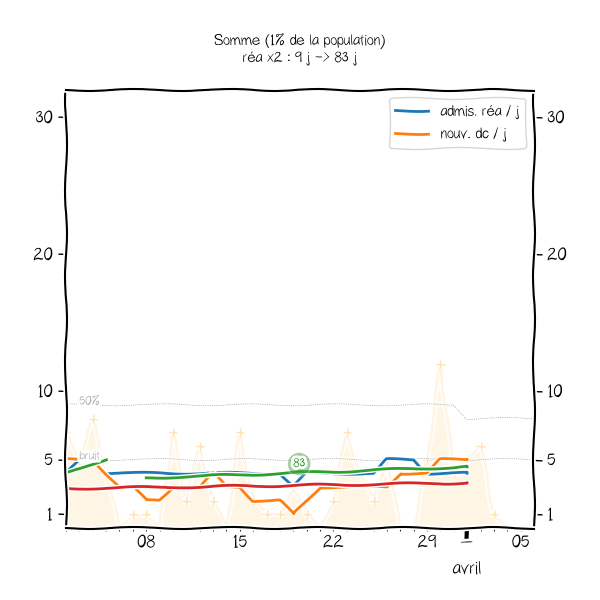 Somme (1% de la population)
réa x2 : 9 j -> 83 j
admis. réa / j
nouv. dc / j
30 30
20 20
10 10
50%
bruit
5 5
83
1 1
08 15 22 29 1 05
avril